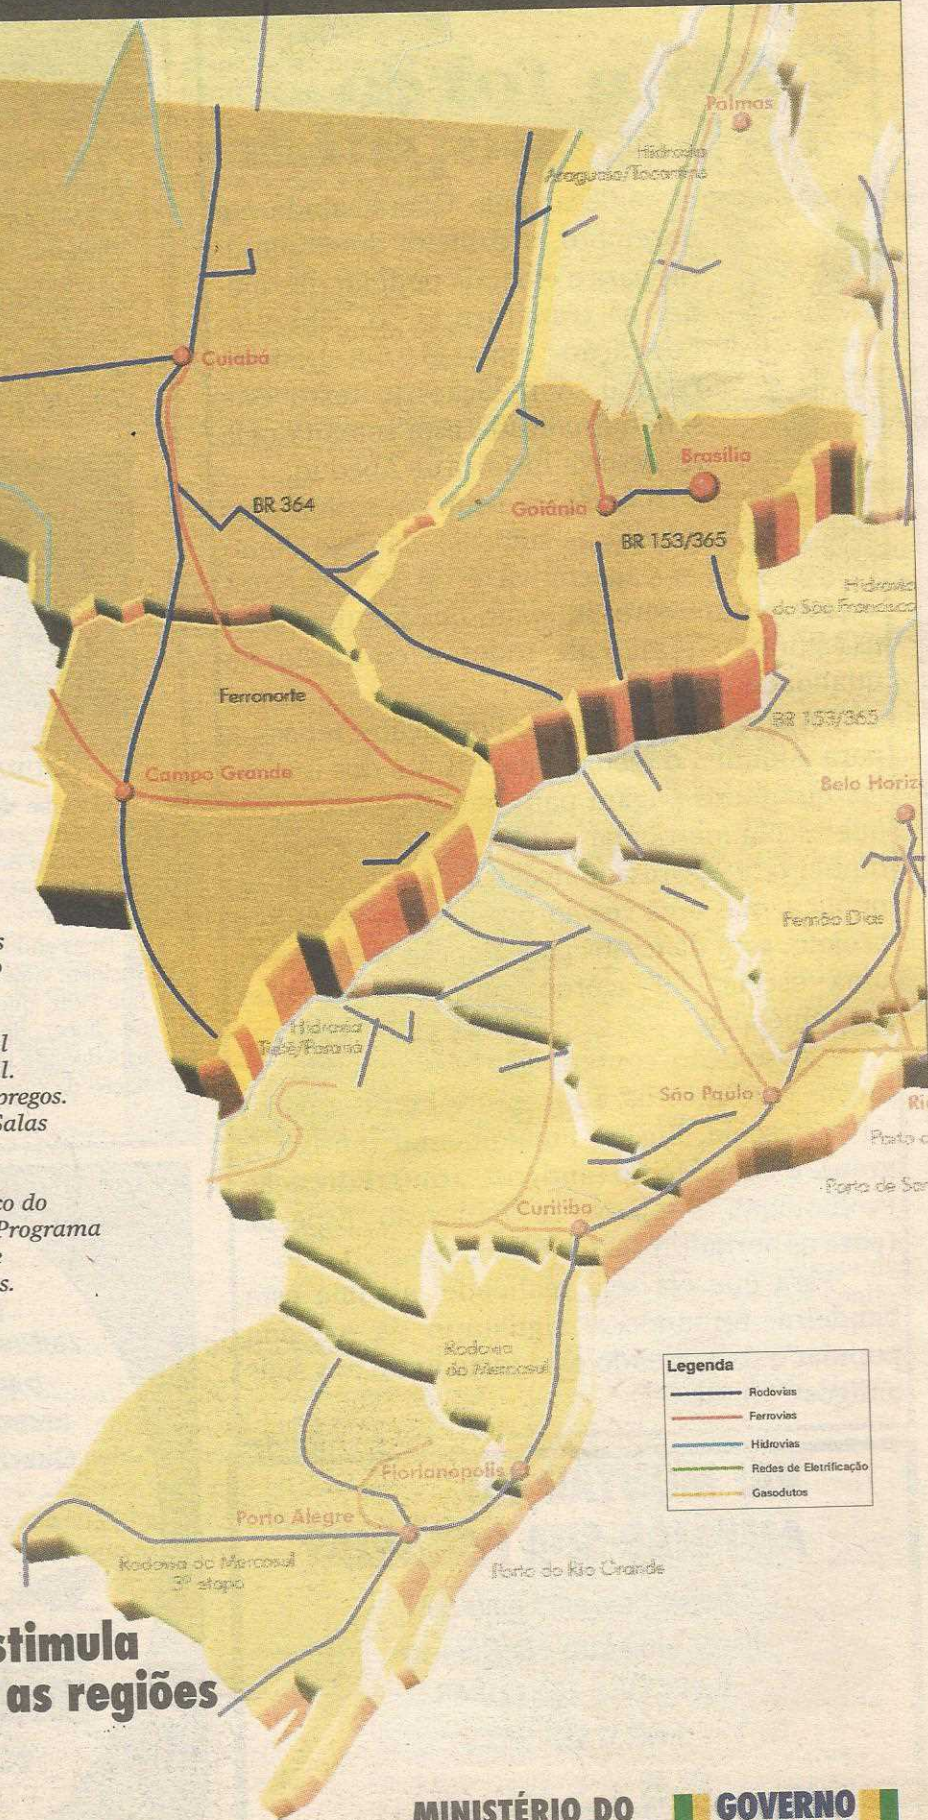 Palmas
Hidrovia
Araguaia/Tocantins
Cuiabá
Brasília
BR 364
Goiânia
BR 153/365
Hidrovia
do São Francisco
Ferronorte
BR 153/365
Campo Grande
Belo Horiz
Fernão Dias
s
o
Hidrovia
Tietê/Paraná
l
l.
pregos.
Salas
São Paulo
Ri
Porto d
Porto de San
co do
Programa
e
s.
Curitiba
Rodovia
do Mercosul
Legenda
Rodovias
Ferrovias
Hidrovias
Redes de Eletrificação
Gasodutos
Florianópolis
Porto Alegre
Rodovia do Mercosul
3ª etapa
Porto do Rio Grande
stimula
as regiões
MINISTÉRIO DO
GOVERNO